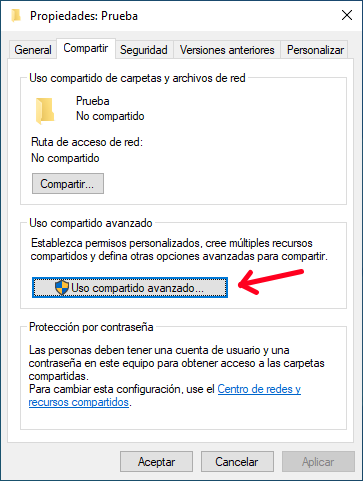 Propiedades: Prueba
General Compartir Seguridad Versiones anteriores Personalizar
Uso compartido de carpetas y archivos de red
Prueba
No compartido
Ruta de acceso de red:
No compartido
Compartir...
Uso compartido avanzado
Establezca permisos personalizados, cree múltiples recursos
compartidos y defina otras opciones avanzadas para compartir.
Uso compartido avanzado...
Protección por contraseña
Las personas deben tener una cuenta de usuario y una
contraseña en este equipo para obtener acceso a las carpetas
compartidas.
Para cambiar esta configuración, use el Centro de redes y
recursos compartidos.
Aceptar Cancelar Aplicar